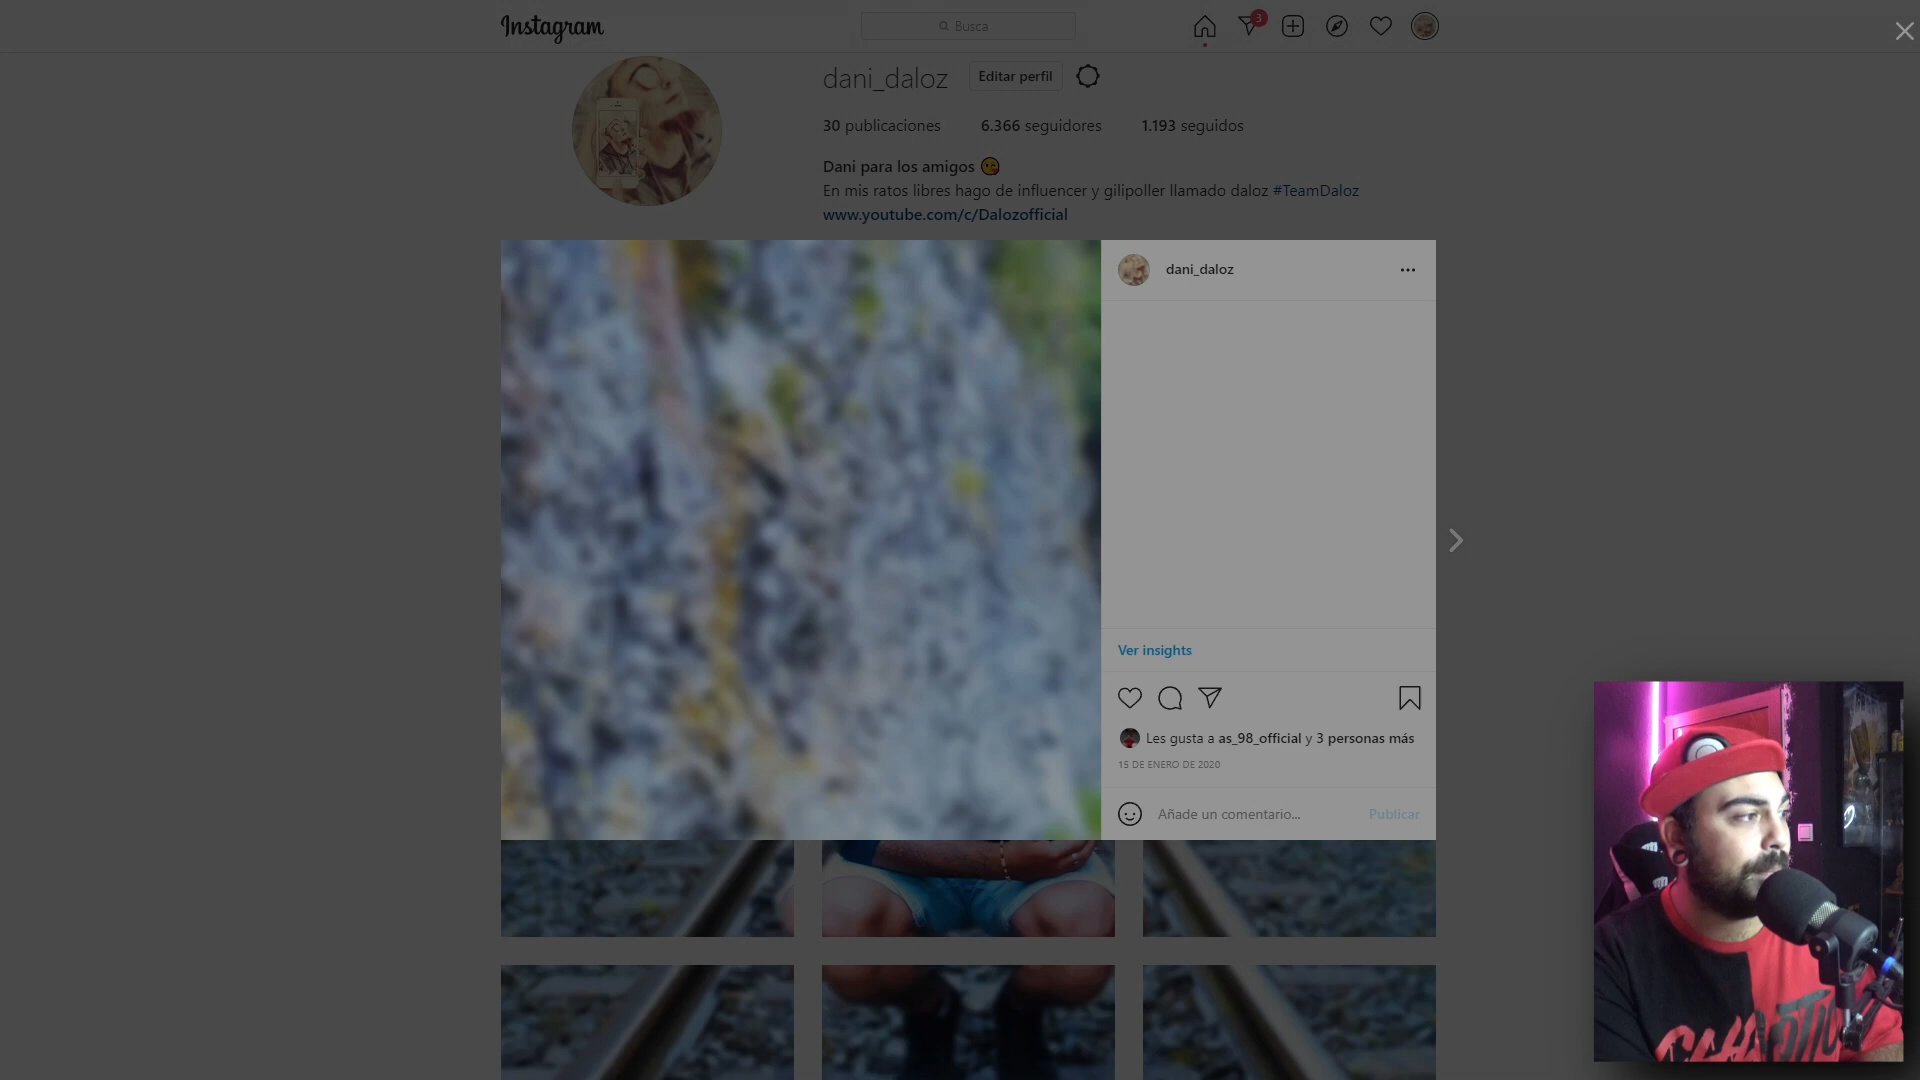 Instagram
Busca
3
dani_daloz
Editar perfil
30 publicaciones
6.366 seguidores
1.193 seguidos
Dani para los amigos 😘
En mis ratos libres hago de influencer y gilipoller llamado daloz #TeamDaloz
www.youtube.com/c/Dalozofficial
dani_daloz
Ver insights
Les gusta a as_98_official y 3 personas más
15 DE ENERO DE 2020
Añade un comentario...
Publicar